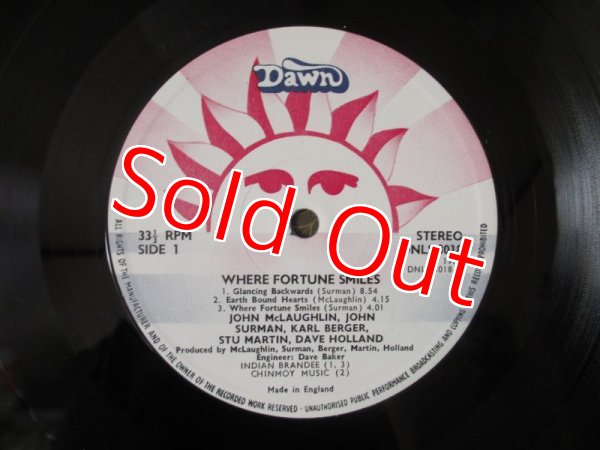 Dawn
Sold Out
33⅓ RPM
SIDE 1
STEREO
WHERE FORTUNE SMILES
1. Glancing Backwards (Surman) 8.54
2. Earth Bound Hearts (McLaughlin) 4.15
3. Where Fortune Smiles (Surman) 4.01
JOHN McLAUGHLIN, JOHN
SURMAN, KARL BERGER,
STU MARTIN, DAVE HOLLAND
Produced by McLaughlin, Surman, Berger, Martin, Holland
Engineer: Dave Baker
INDIAN BRANDEE (1, 3)
CHINMOY MUSIC (2)
Made in England
ALL RIGHTS OF THE MANUFACTURER AND OF THE OWNER OF THE RECORDED WORK RESERVED · UNAUTHORISED PUBLIC PERFORMANCE BROADCASTING AND COPYING OF THIS RECORD PROHIBITED